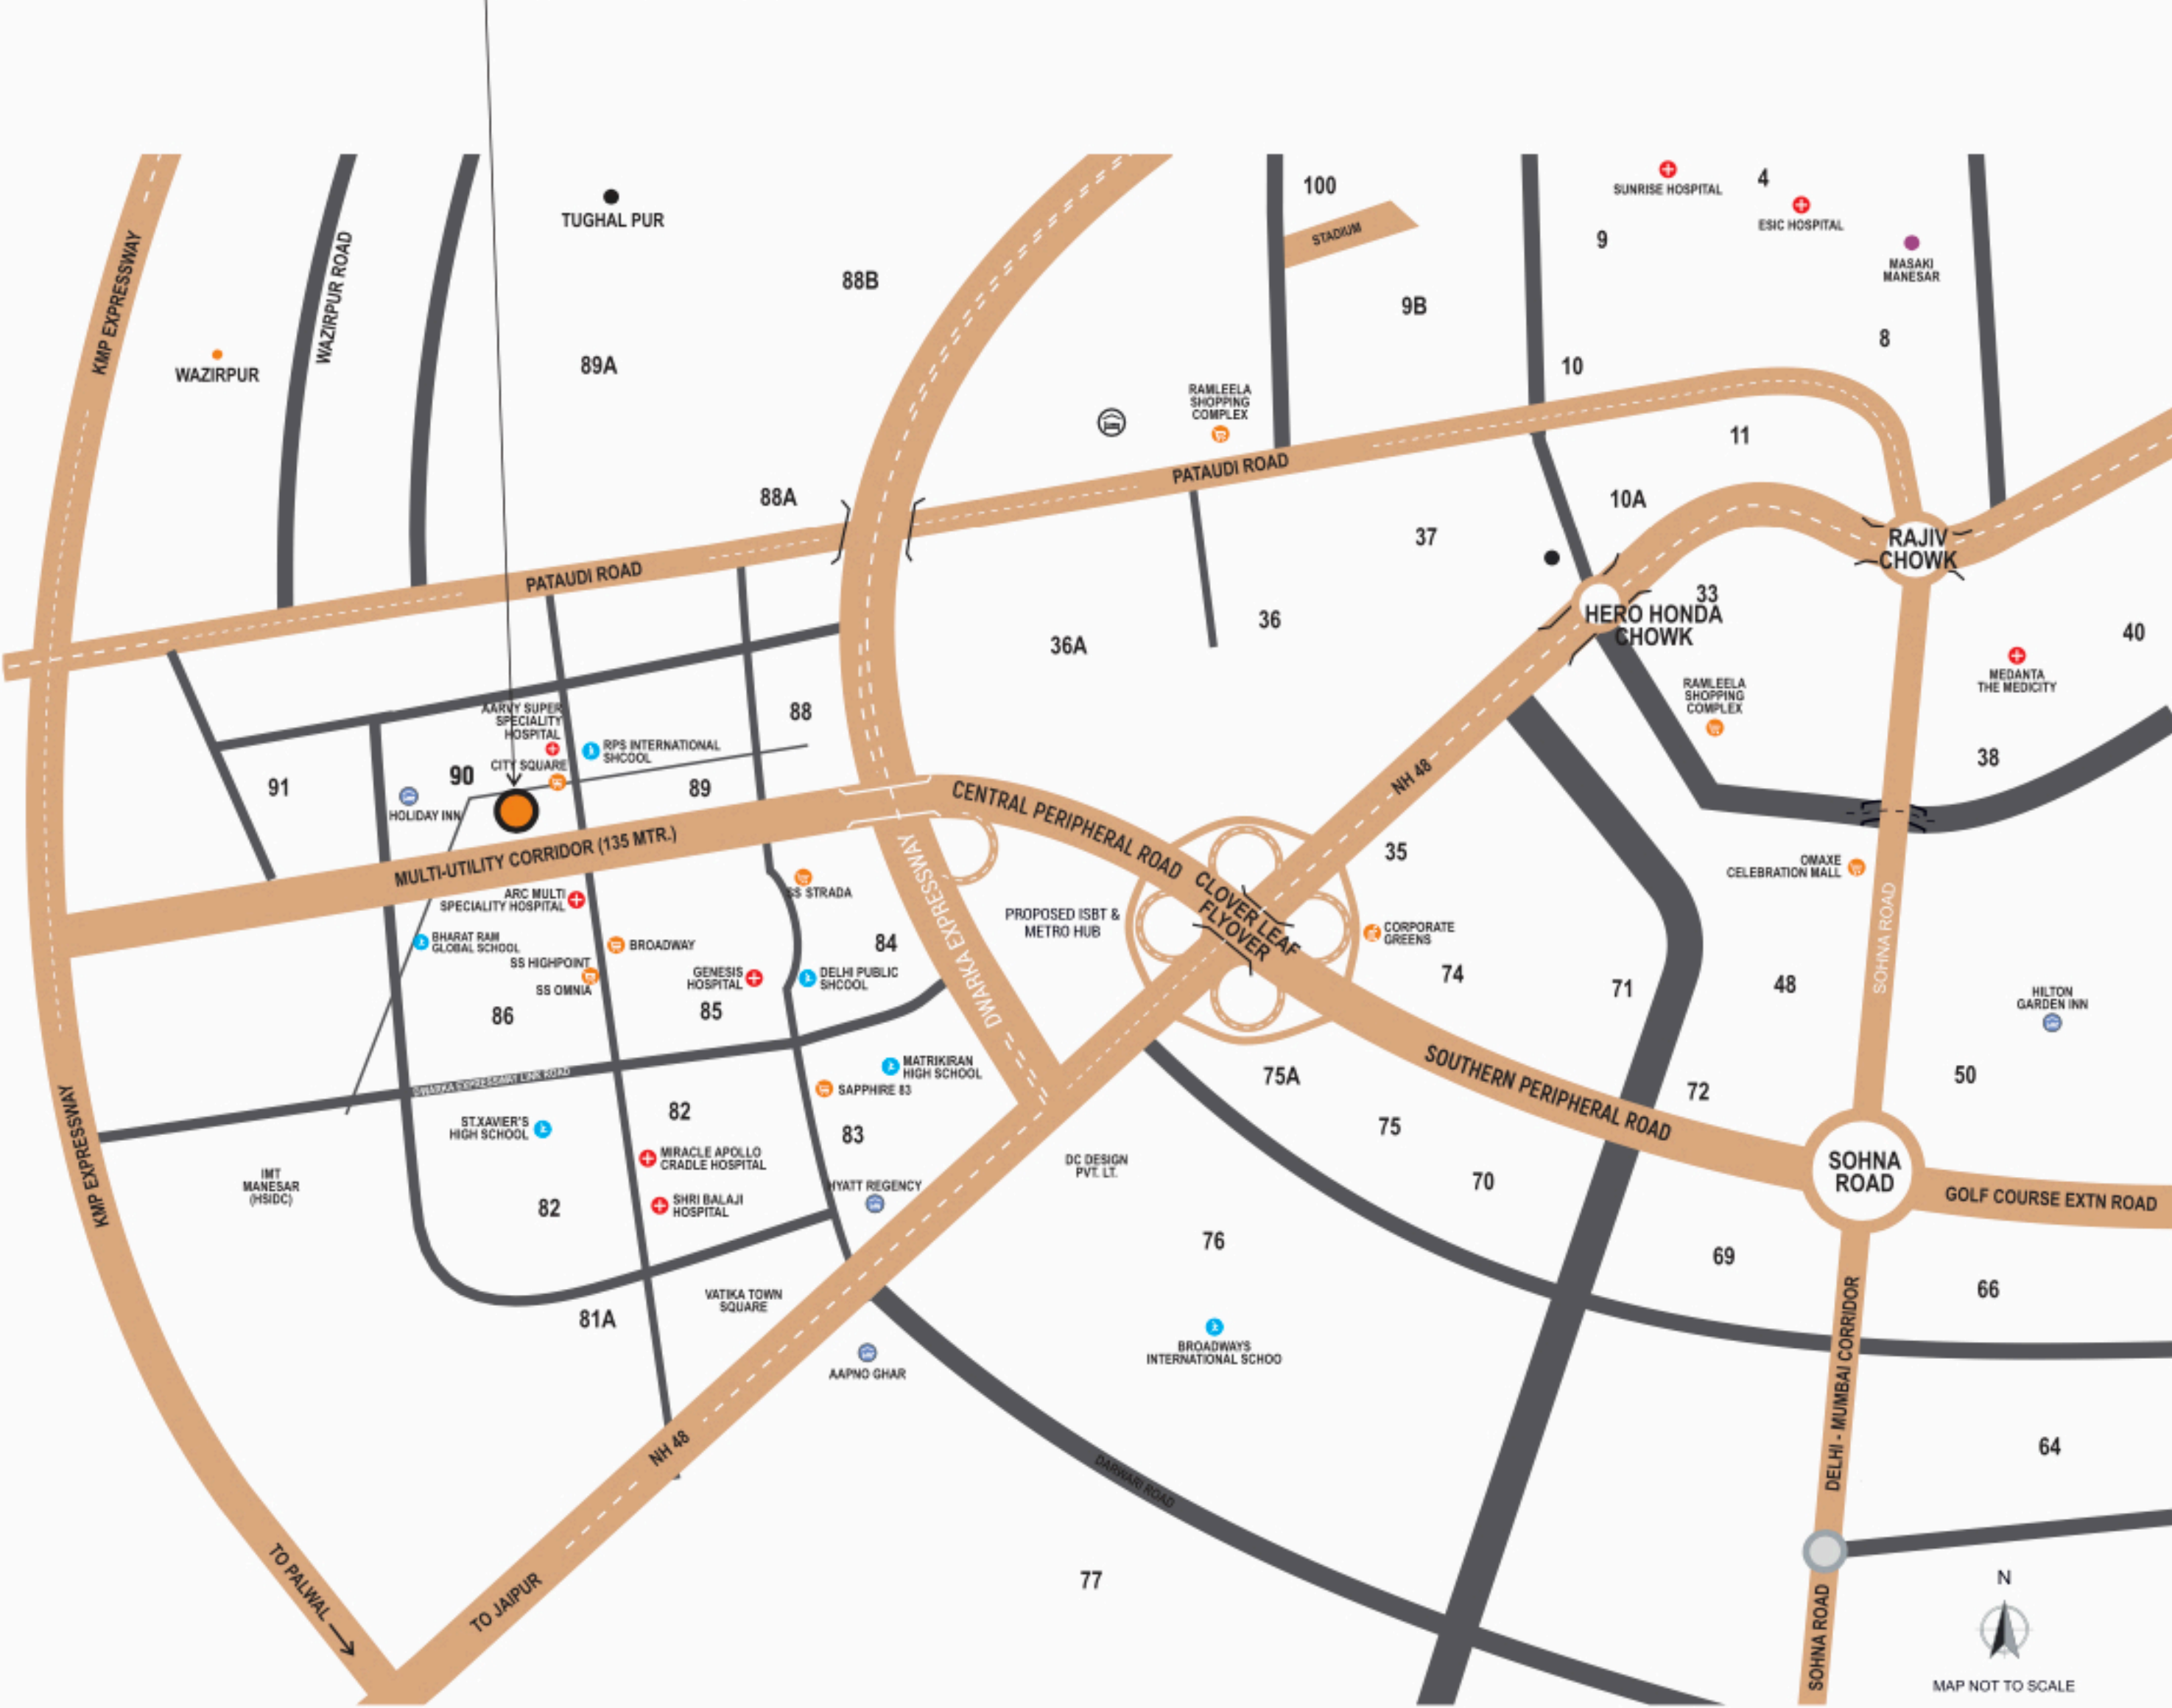 100
SUNRISE HOSPITAL
4
ESIC HOSPITAL
TUGHAL PUR
STADIUM
9
MASAKI
MANESAR
KMP EXPRESSWAY
WAZIRPUR ROAD
88B
9B
8
WAZIRPUR
89A
10
RAMLEELA
SHOPPING
COMPLEX
11
PATAUDI ROAD
88A
10A
37
RAJIV
CHOWK
PATAUDI ROAD
33
HERO HONDA
CHOWK
36
36A
40
MEDANTA
THE MEDICITY
RAMLEELA
SHOPPING
COMPLEX
AARVY SUPER
SPECIALITY
HOSPITAL
88
RPS INTERNATIONAL
SHCOOL
CITY SQUARE
90
91
89
HOLIDAY INN
38
NH 48
CENTRAL PERIPHERAL ROAD
MULTI-UTILITY CORRIDOR (135 MTR.)
35
OMAXE
CELEBRATION MALL
SS STRADA
ARC MULTI
SPECIALITY HOSPITAL
DWARKA EXPRESSWAY
PROPOSED ISBT &
METRO HUB
CLOVER LEAF
FLYOVER
CORPORATE
GREENS
SOHNA ROAD
BHARAT RAM
GLOBAL SCHOOL
BROADWAY
84
SS HIGHPOINT
SS OMNIA
GENESIS
HOSPITAL
DELHI PUBLIC
SHCOOL
74
71
48
HILTON
GARDEN INN
86
85
MATRIKIRAN
HIGH SCHOOL
SAPPHIRE 83
DWARKA EXPRESSWAY LINK ROAD
75A
SOUTHERN PERIPHERAL ROAD
72
50
ST.XAVIER'S
HIGH SCHOOL
82
83
75
KMP EXPRESSWAY
MIRACLE APOLLO
CRADLE HOSPITAL
DC DESIGN
PVT. LT.
SOHNA
ROAD
IMT
MANESAR
(HSIDC)
HYATT REGENCY
70
GOLF COURSE EXTN ROAD
82
SHRI BALAJI
HOSPITAL
76
69
66
VATIKA TOWN
SQUARE
81A
BROADWAYS
INTERNATIONAL SCHOO
AAPNO GHAR
DELHI - MUMBAI CORRIDOR
NH 48
64
DARWARI ROAD
TO PALWAL
TO JAIPUR
77
SOHNA ROAD
N
MAP NOT TO SCALE